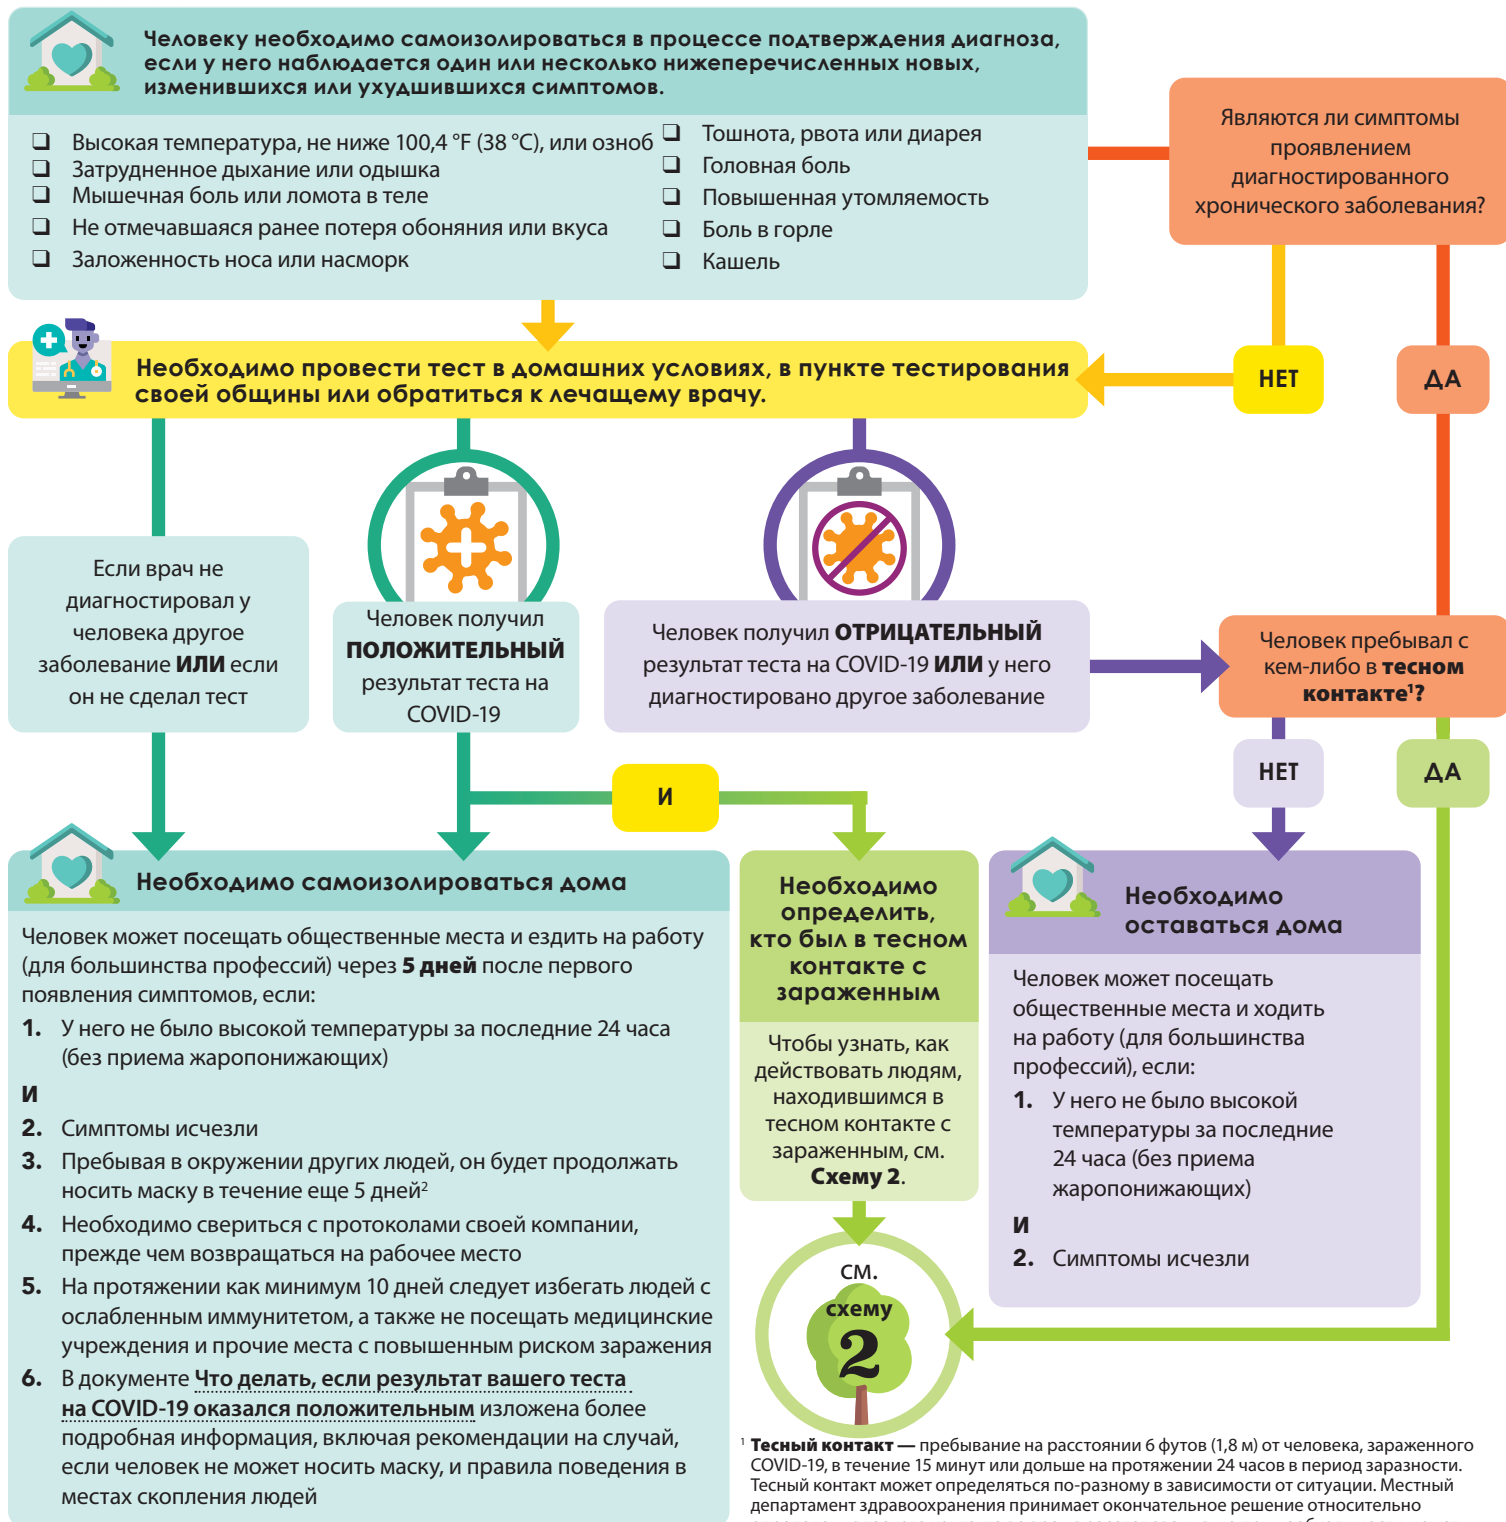 Человеку необходимо самоизолироваться в процессе подтверждения диагноза,
если у него наблюдается один или несколько нижеперечисленных новых,
изменившихся или ухудшившихся симптомов.
❑ Высокая температура, не ниже 100,4 °F (38 °C), или озноб
❑ Затрудненное дыхание или одышка
❑ Мышечная боль или ломота в теле
❑ Не отмечавшаяся ранее потеря обоняния или вкуса
❑ Заложенность носа или насморк
❑ Тошнота, рвота или диарея
❑ Головная боль
❑ Повышенная утомляемость
❑ Боль в горле
❑ Кашель
Являются ли симптомы
проявлением
диагностированного
хронического заболевания?
НЕТ
ДА
Необходимо провести тест в домашних условиях, в пункте тестирования
своей общины или обратиться к лечащему врачу.
Если врач не
диагностировал у
человека другое
заболевание ИЛИ если
он не сделал тест
Человек получил
ПОЛОЖИТЕЛЬНЫЙ
результат теста на
COVID-19
Человек получил ОТРИЦАТЕЛЬНЫЙ
результат теста на COVID-19 ИЛИ у него
диагностировано другое заболевание
Человек пребывал с
кем-либо в тесном
контакте¹?
И
НЕТ
ДА
Необходимо самоизолироваться дома
Человек может посещать общественные места и ездить на работу
(для большинства профессий) через 5 дней после первого
появления симптомов, если:
1. У него не было высокой температуры за последние 24 часа
(без приема жаропонижающих)
И
2. Симптомы исчезли
3. Пребывая в окружении других людей, он будет продолжать
носить маску в течение еще 5 дней²
4. Необходимо свериться с протоколами своей компании,
прежде чем возвращаться на рабочее место
5. На протяжении как минимум 10 дней следует избегать людей с
ослабленным иммунитетом, а также не посещать медицинские
учреждения и прочие места с повышенным риском заражения
6. В документе Что делать, если результат вашего теста
на COVID-19 оказался положительным изложена более
подробная информация, включая рекомендации на случай,
если человек не может носить маску, и правила поведения в
местах скопления людей
Необходимо
определить,
кто был в тесном
контакте с
зараженным
Чтобы узнать, как
действовать людям,
находившимся в
тесном контакте с
зараженным, см.
Схему 2.
см.
схему
2
Необходимо
оставаться дома
Человек может посещать
общественные места и ходить
на работу (для большинства
профессий), если:
1. У него не было высокой
температуры за последние
24 часа (без приема
жаропонижающих)
И
2. Симптомы исчезли
¹ Тесный контакт — пребывание на расстоянии 6 футов (1,8 м) от человека, зараженного
COVID-19, в течение 15 минут или дольше на протяжении 24 часов в период заразности.
Тесный контакт может определяться по-разному в зависимости от ситуации. Местный
департамент здравоохранения принимает окончательное решение относительно